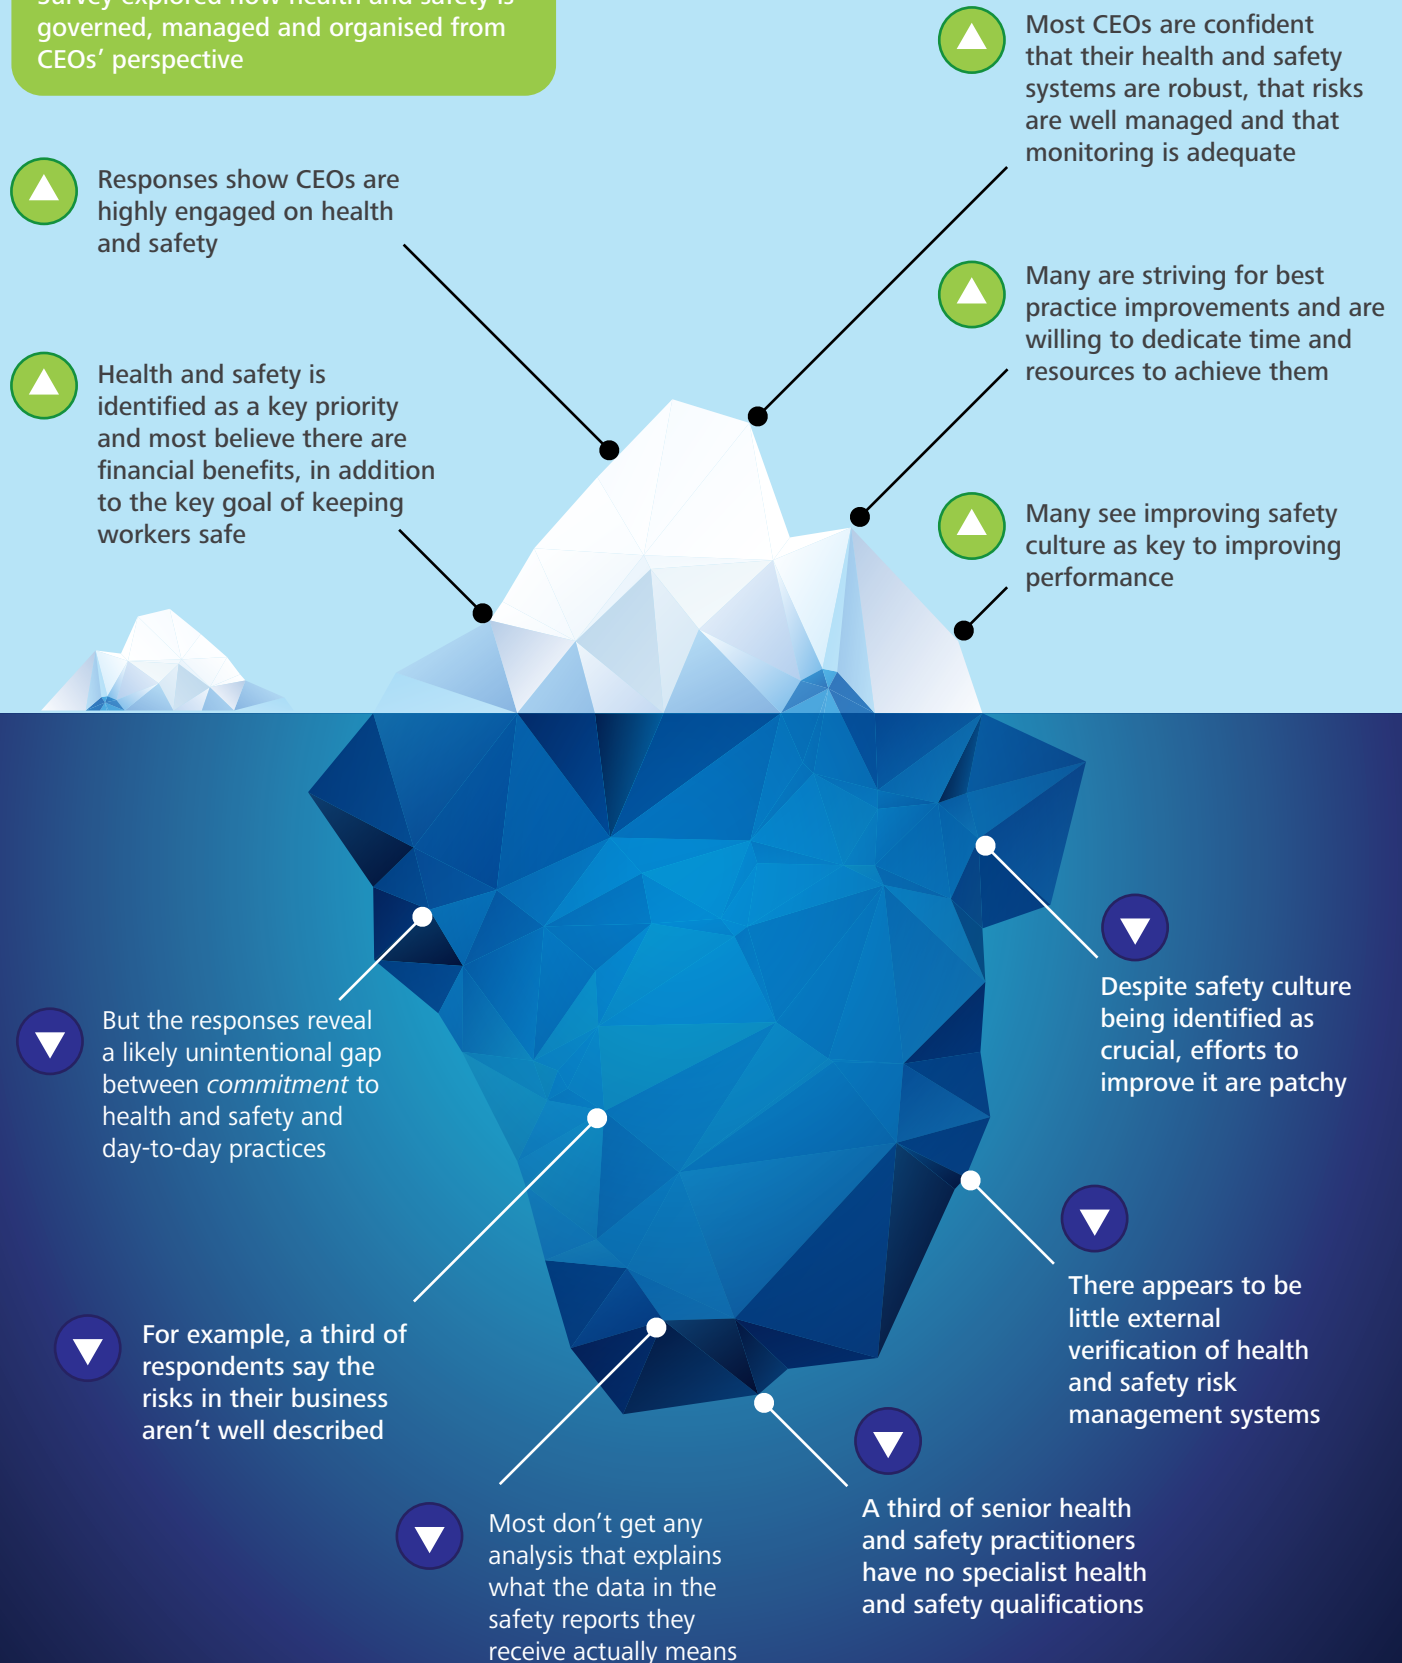 Survey explored how health and safety is
governed, managed and organised from
CEOs’ perspective
Responses show CEOs are
highly engaged on health
and safety
Health and safety is
identified as a key priority
and most believe there are
financial benefits, in addition
to the key goal of keeping
workers safe
Most CEOs are confident
that their health and safety
systems are robust, that risks
are well managed and that
monitoring is adequate
Many are striving for best
practice improvements and are
willing to dedicate time and
resources to achieve them
Many see improving safety
culture as key to improving
performance
But the responses reveal
a likely unintentional gap
between commitment to
health and safety and
day-to-day practices
For example, a third of
respondents say the
risks in their business
aren’t well described
Most don’t get any
analysis that explains
what the data in the
safety reports they
receive actually means
A third of senior health
and safety practitioners
have no specialist health
and safety qualifications
There appears to be
little external
verification of health
and safety risk
management systems
Despite safety culture
being identified as
crucial, efforts to
improve it are patchy